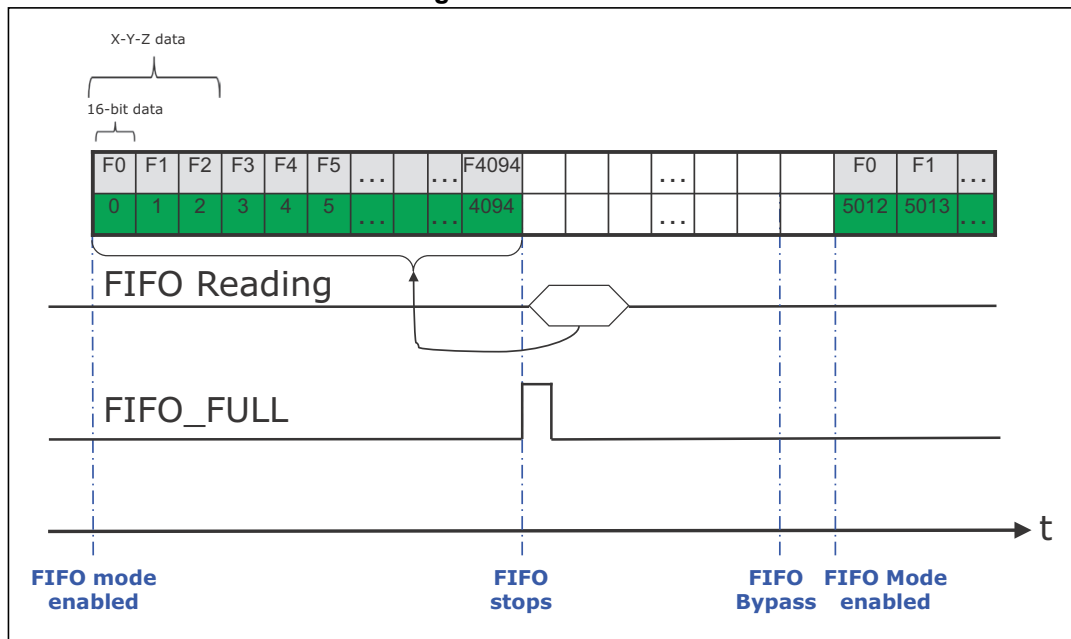 g
X-Y-Z data
16-bit data
F0 F1 F2 F3 F4 F5 ... ... F4094 ... F0 F1 ...
0 1 2 3 4 5 ... ... 4094 ... 5012 5013 ...
FIFO Reading
FIFO_FULL
t
FIFO mode enabled FIFO stops FIFO Bypass FIFO Mode enabled